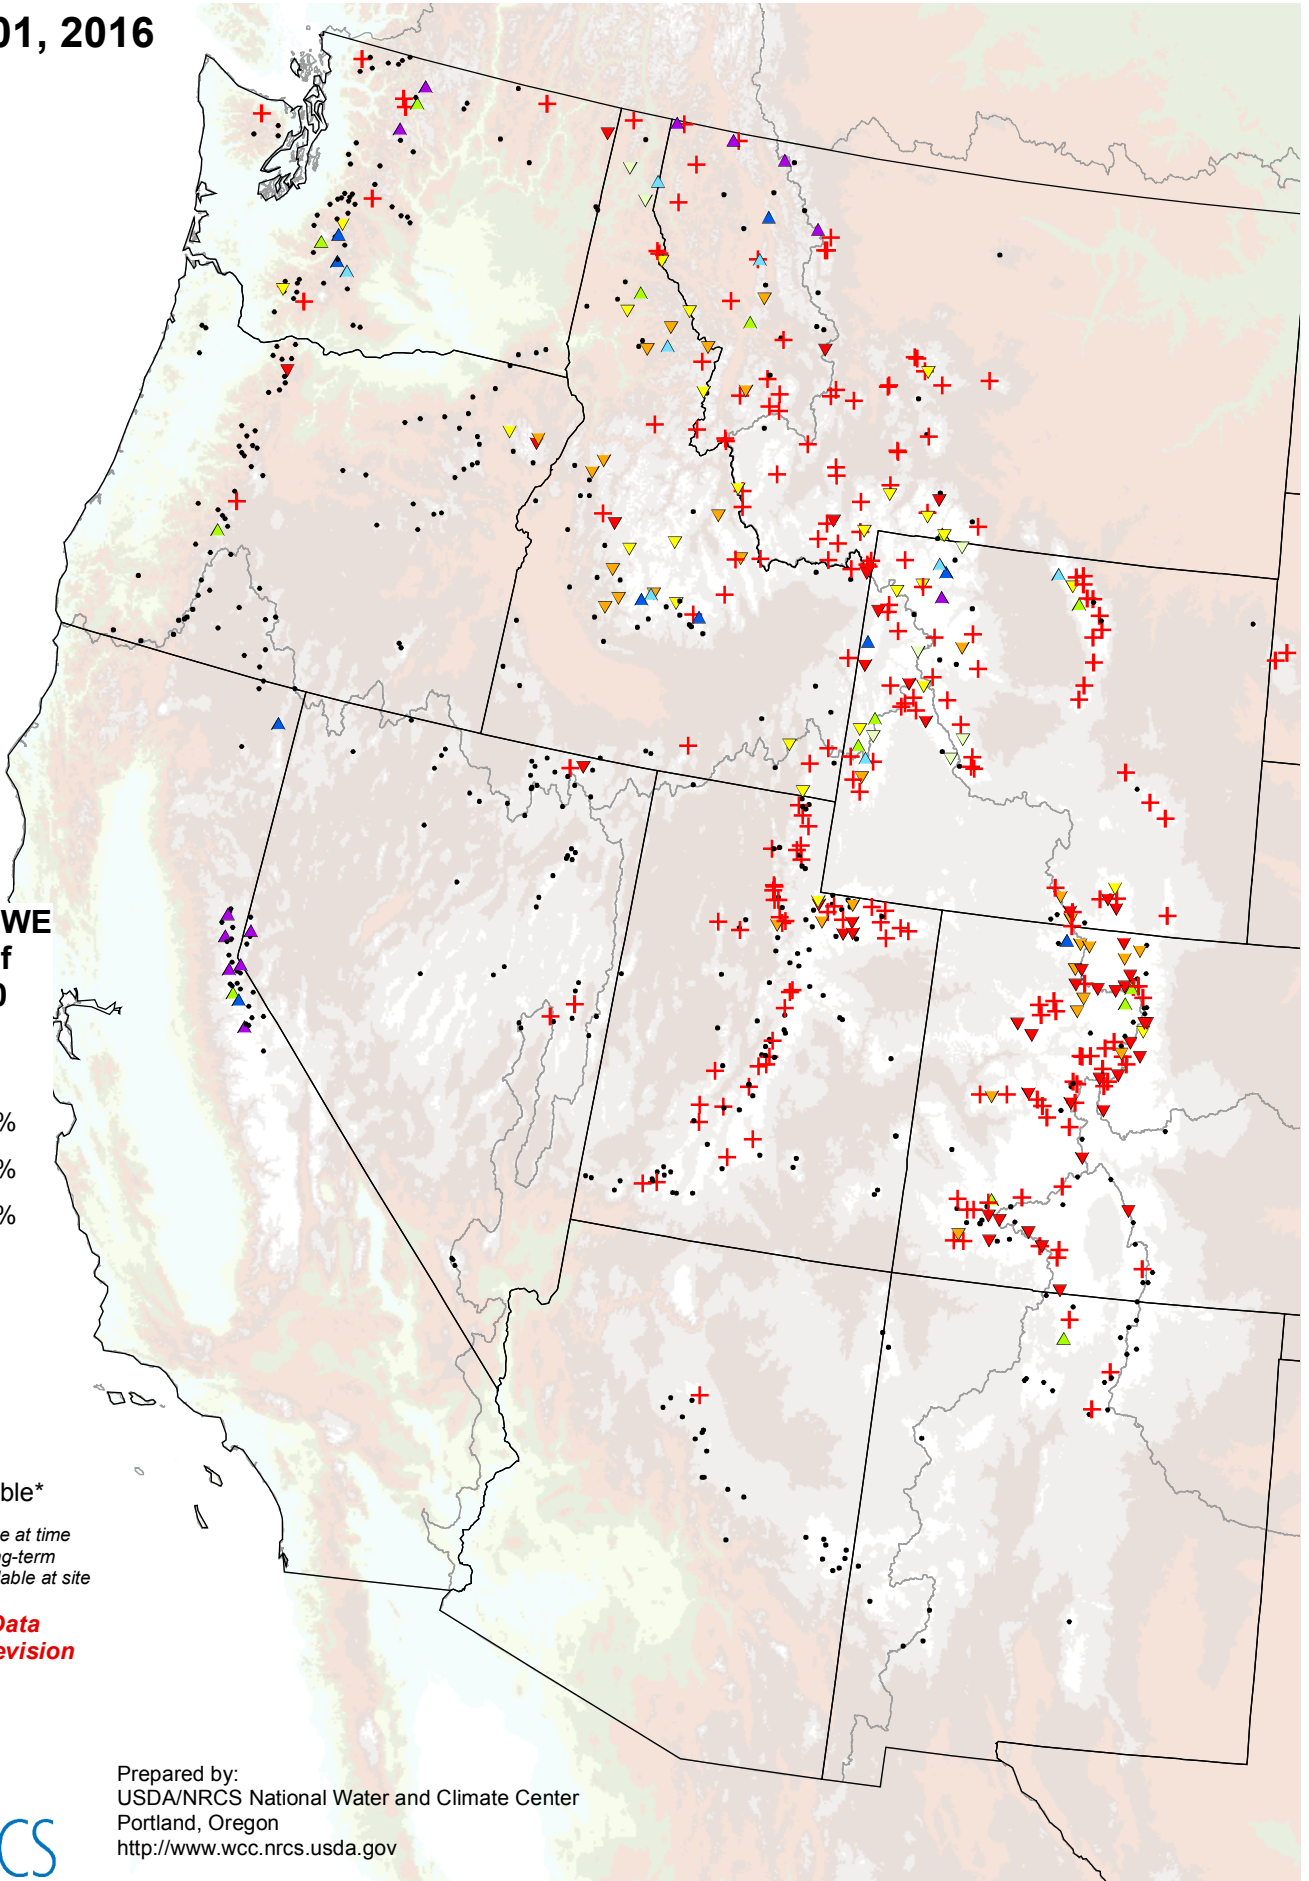 01, 2016
WE
f
0
%
%
%
ble*
e at time
g-term
lable at site
Data
evision
Prepared by:
USDA/NRCS National Water and Climate Center
Portland, Oregon
http://www.wcc.nrcs.usda.gov
CS